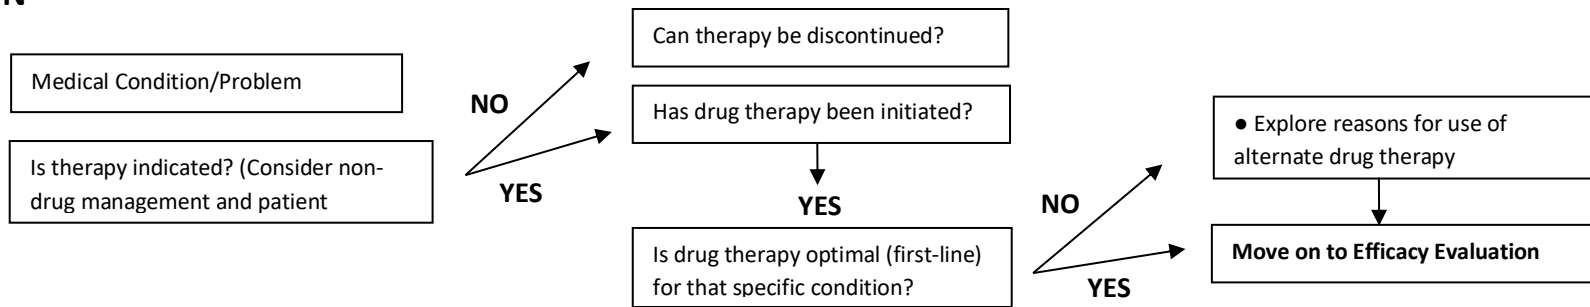 N
Can therapy be discontinued?
Medical Condition/Problem
NO
Has drug therapy been initiated?
Is therapy indicated? (Consider non-
drug management and patient
YES
YES
● Explore reasons for use of
alternate drug therapy
NO
Is drug therapy optimal (first-line)
for that specific condition?
Move on to Efficacy Evaluation
YES